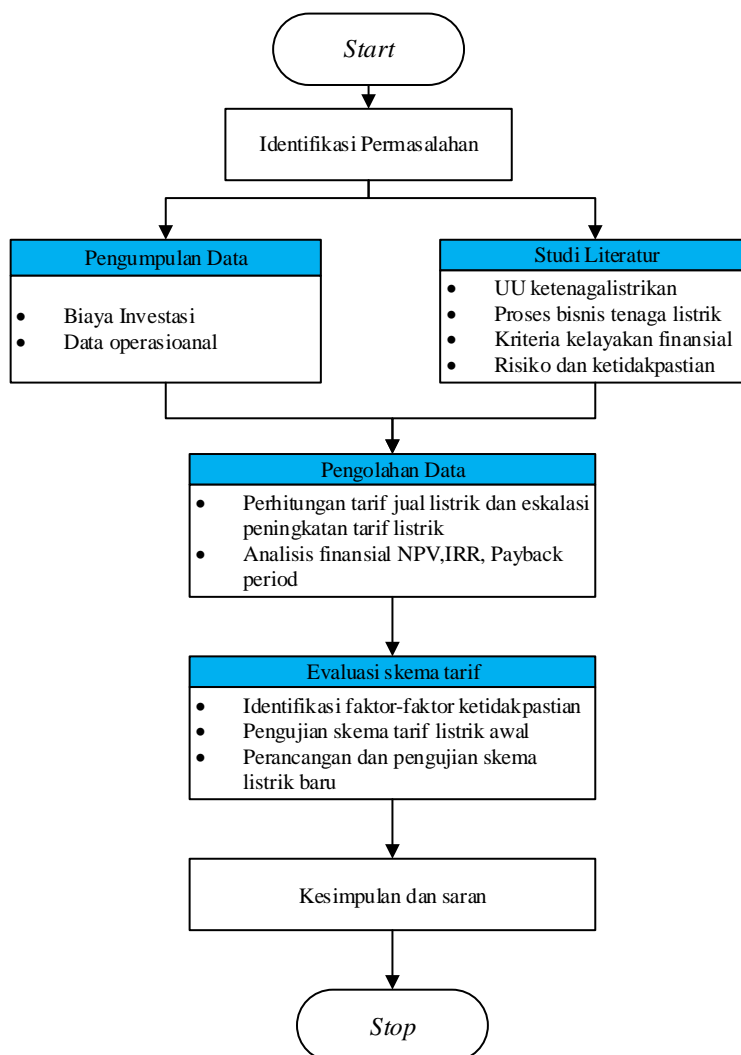 Start
Identifikasi Permasalahan
Pengumpulan Data
• Biaya Investasi
• Data operasioanal
Studi Literatur
• UU ketenagalistrikan
• Proses bisnis tenaga listrik
• Kriteria kelayakan finansial
• Risiko dan ketidakpastian
Pengolahan Data
• Perhitungan tarif jual listrik dan eskalasi
peningkatan tarif listrik
• Analisis finansial NPV,IRR, Payback
period
Evaluasi skema tarif
• Identifikasi faktor-faktor ketidakpastian
• Pengujian skema tarif listrik awal
• Perancangan dan pengujian skema
listrik baru
Kesimpulan dan saran
Stop